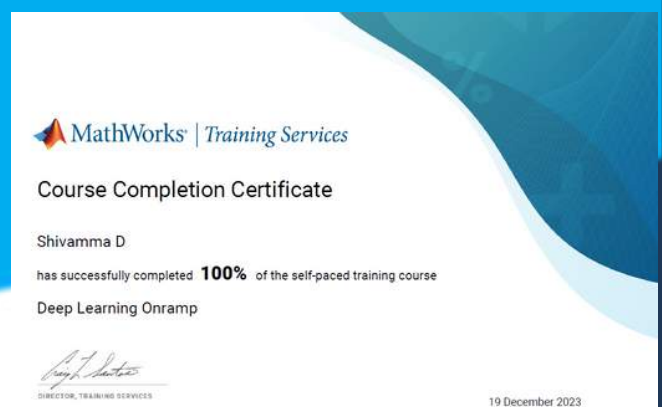 MathWorks® | Training Services
Course Completion Certificate
Shivamma D
has successfully completed 100% of the self-paced training course
Deep Learning Onramp
DIRECTOR, TRAINING SERVICES
19 December 2023